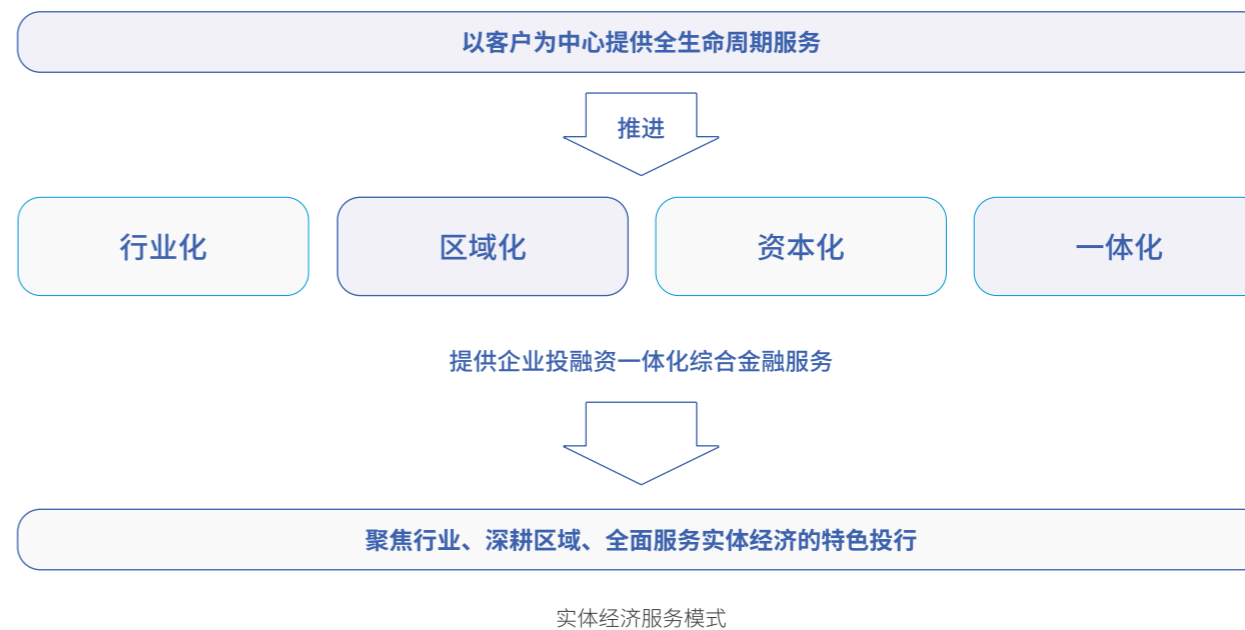 以客户为中心提供全生命周期服务
推进
行业化
区域化
资本化
一体化
提供企业投融资一体化综合金融服务
聚焦行业、深耕区域、全面服务实体经济的特色投行
实体经济服务模式